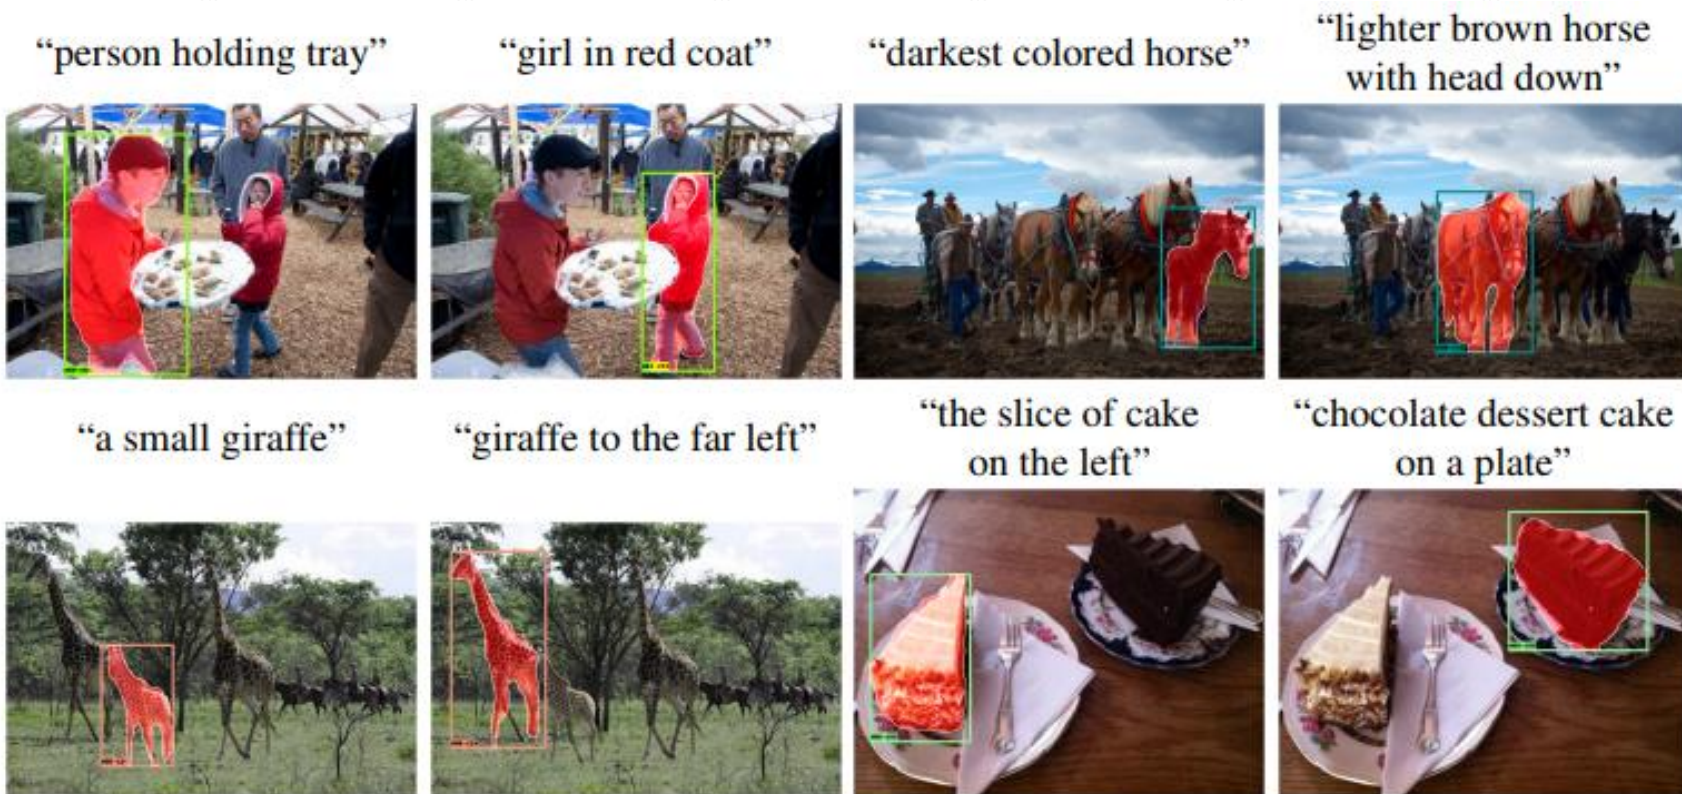 “person holding tray”
“girl in red coat”
“darkest colored horse”
“lighter brown horse
with head down”
“a small giraffe”
“giraffe to the far left”
“the slice of cake
on the left”
“chocolate dessert cake
on a plate”